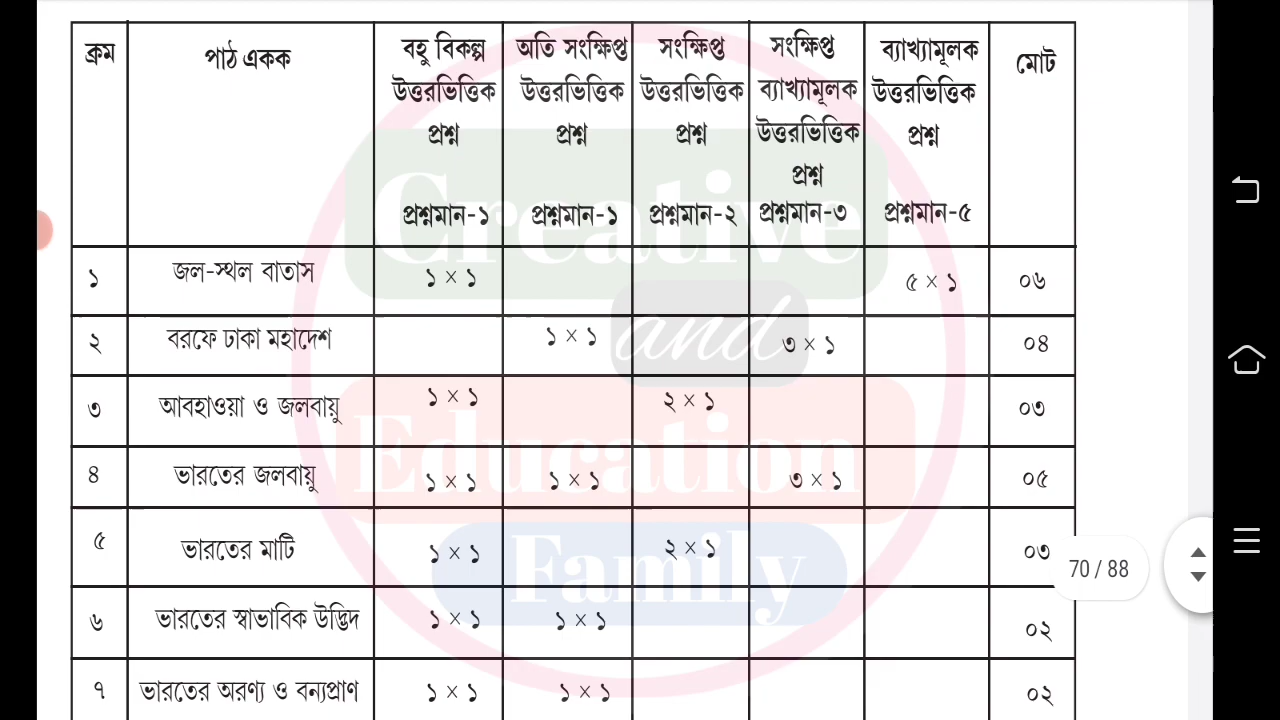 ক্রম পাঠ একক বহু বিকল্প উত্তরভিত্তিক প্রশ্ন প্রশ্নমান-১ অতি সংক্ষিপ্ত উত্তরভিত্তিক প্রশ্ন প্রশ্নমান-১ সংক্ষিপ্ত উত্তরভিত্তিক প্রশ্ন প্রশ্নমান-২ সংক্ষিপ্ত ব্যাখ্যামূলক উত্তরভিত্তিক প্রশ্ন প্রশ্নমান-৩ ব্যাখ্যামূলক উত্তরভিত্তিক প্রশ্ন প্রশ্নমান-৫ মোট
১ জল-স্থল বাতাস ১ × ১ ৫ × ১ ০৬
২ বরফে ঢাকা মহাদেশ ১ × ১ ৩ × ১ ০৪
৩ আবহাওয়া ও জলবায়ু ১ × ১ ২ × ১ ০৩
৪ ভারতের জলবায়ু ১ × ১ ১ × ১ ৩ × ১ ০৫
৫ ভারতের মাটি ১ × ১ ২ × ১ ০৩
৬ ভারতের স্বাভাবিক উদ্ভিদ ১ × ১ ১ × ১ ০২
৭ ভারতের অরণ্য ও বন্যপ্রাণ ১ × ১ ১ × ১ ০২
Creative
and
Education
Family
70 / 88